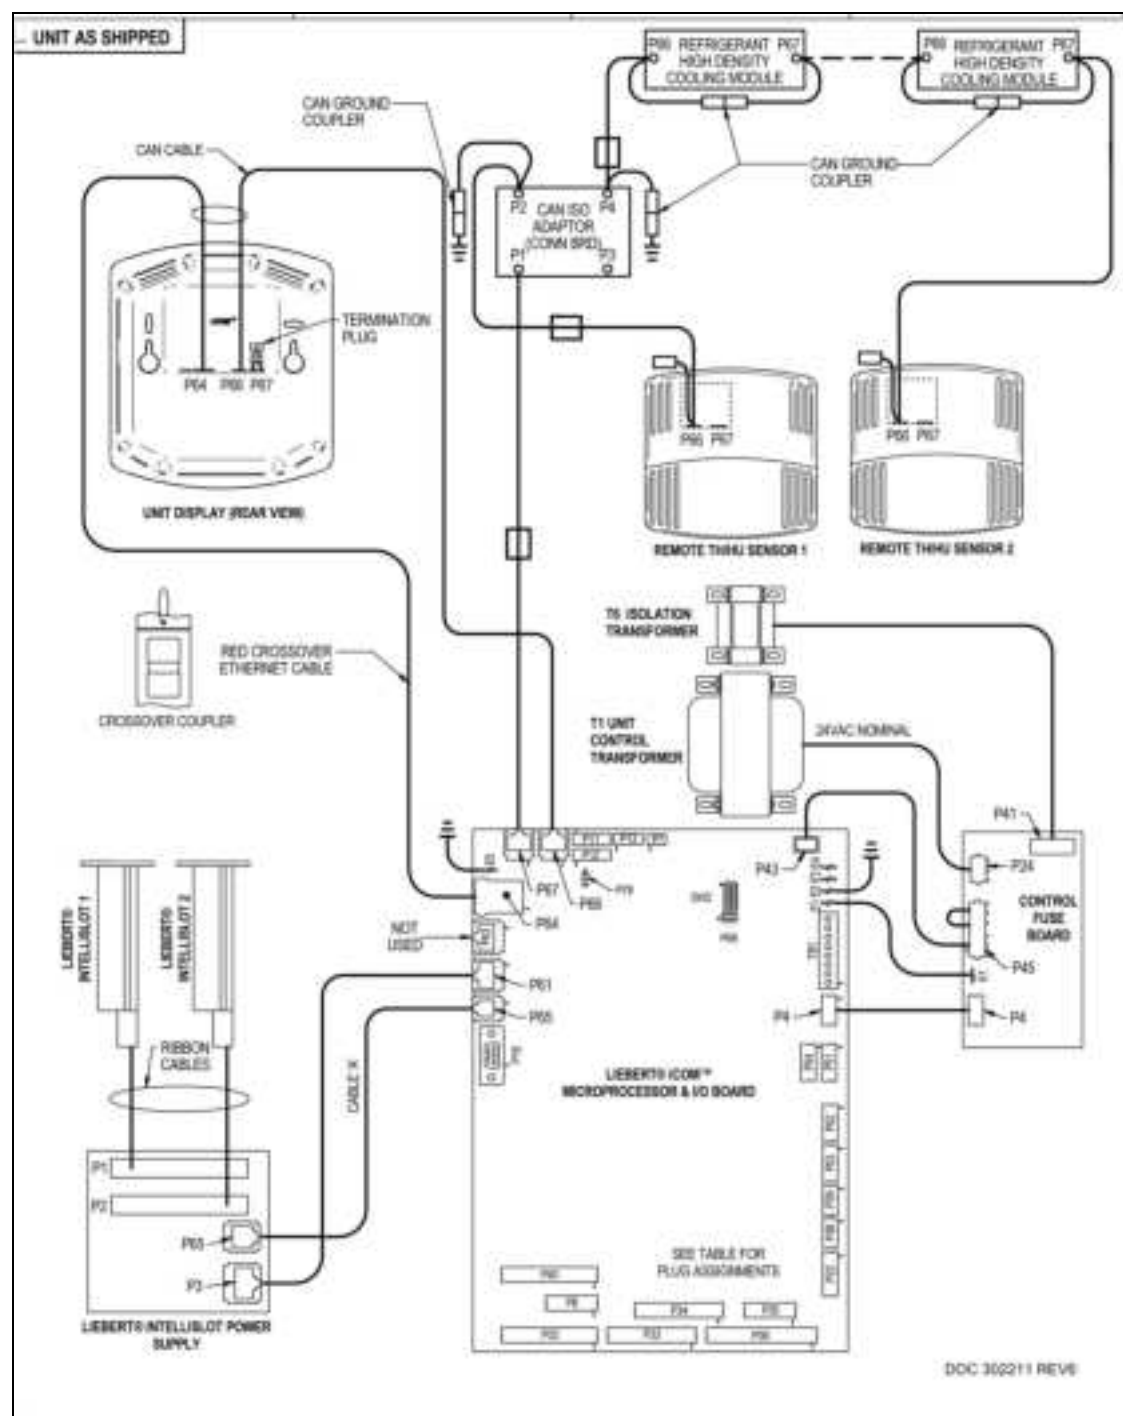 UNIT AS SHIPPED
P66 REFRIGERANT P67
HIGH DENSITY
COOLING MODULE
P66 REFRIGERANT P67
HIGH DENSITY
COOLING MODULE
CAN GROUND
COUPLER
CAN CABLE
CAN GROUND
COUPLER
P2 CAN ISO P4
ADAPTOR
(CONN BRD)
P1 P3
TERMINATION
PLUG
P64 P66 P67
UNIT DISPLAY (REAR VIEW)
P66 P67
REMOTE TH/HU SENSOR 1
P66 P67
REMOTE TH/HU SENSOR 2
T6 ISOLATION
TRANSFORMER
RED CROSSOVER
ETHERNET CABLE
CROSSOVER COUPLER
T1 UNIT
CONTROL
TRANSFORMER
24VAC NOMINAL
P41
P43
P24
P67
P66
P64
CONTROL
FUSE
BOARD
LIEBERT®
INTELLISLOT 1
LIEBERT®
INTELLISLOT 2
NOT
USED
P45
P61
P65
P4
P4
RIBBON
CABLES
CABLE 'A'
LIEBERT® iCOM™
MICROPROCESSOR & I/O BOARD
P1
P2
P65
P3
LIEBERT® INTELLISLOT POWER
SUPPLY
SEE TABLE FOR
PLUG ASSIGNMENTS
P34
DOC 302211 REV6